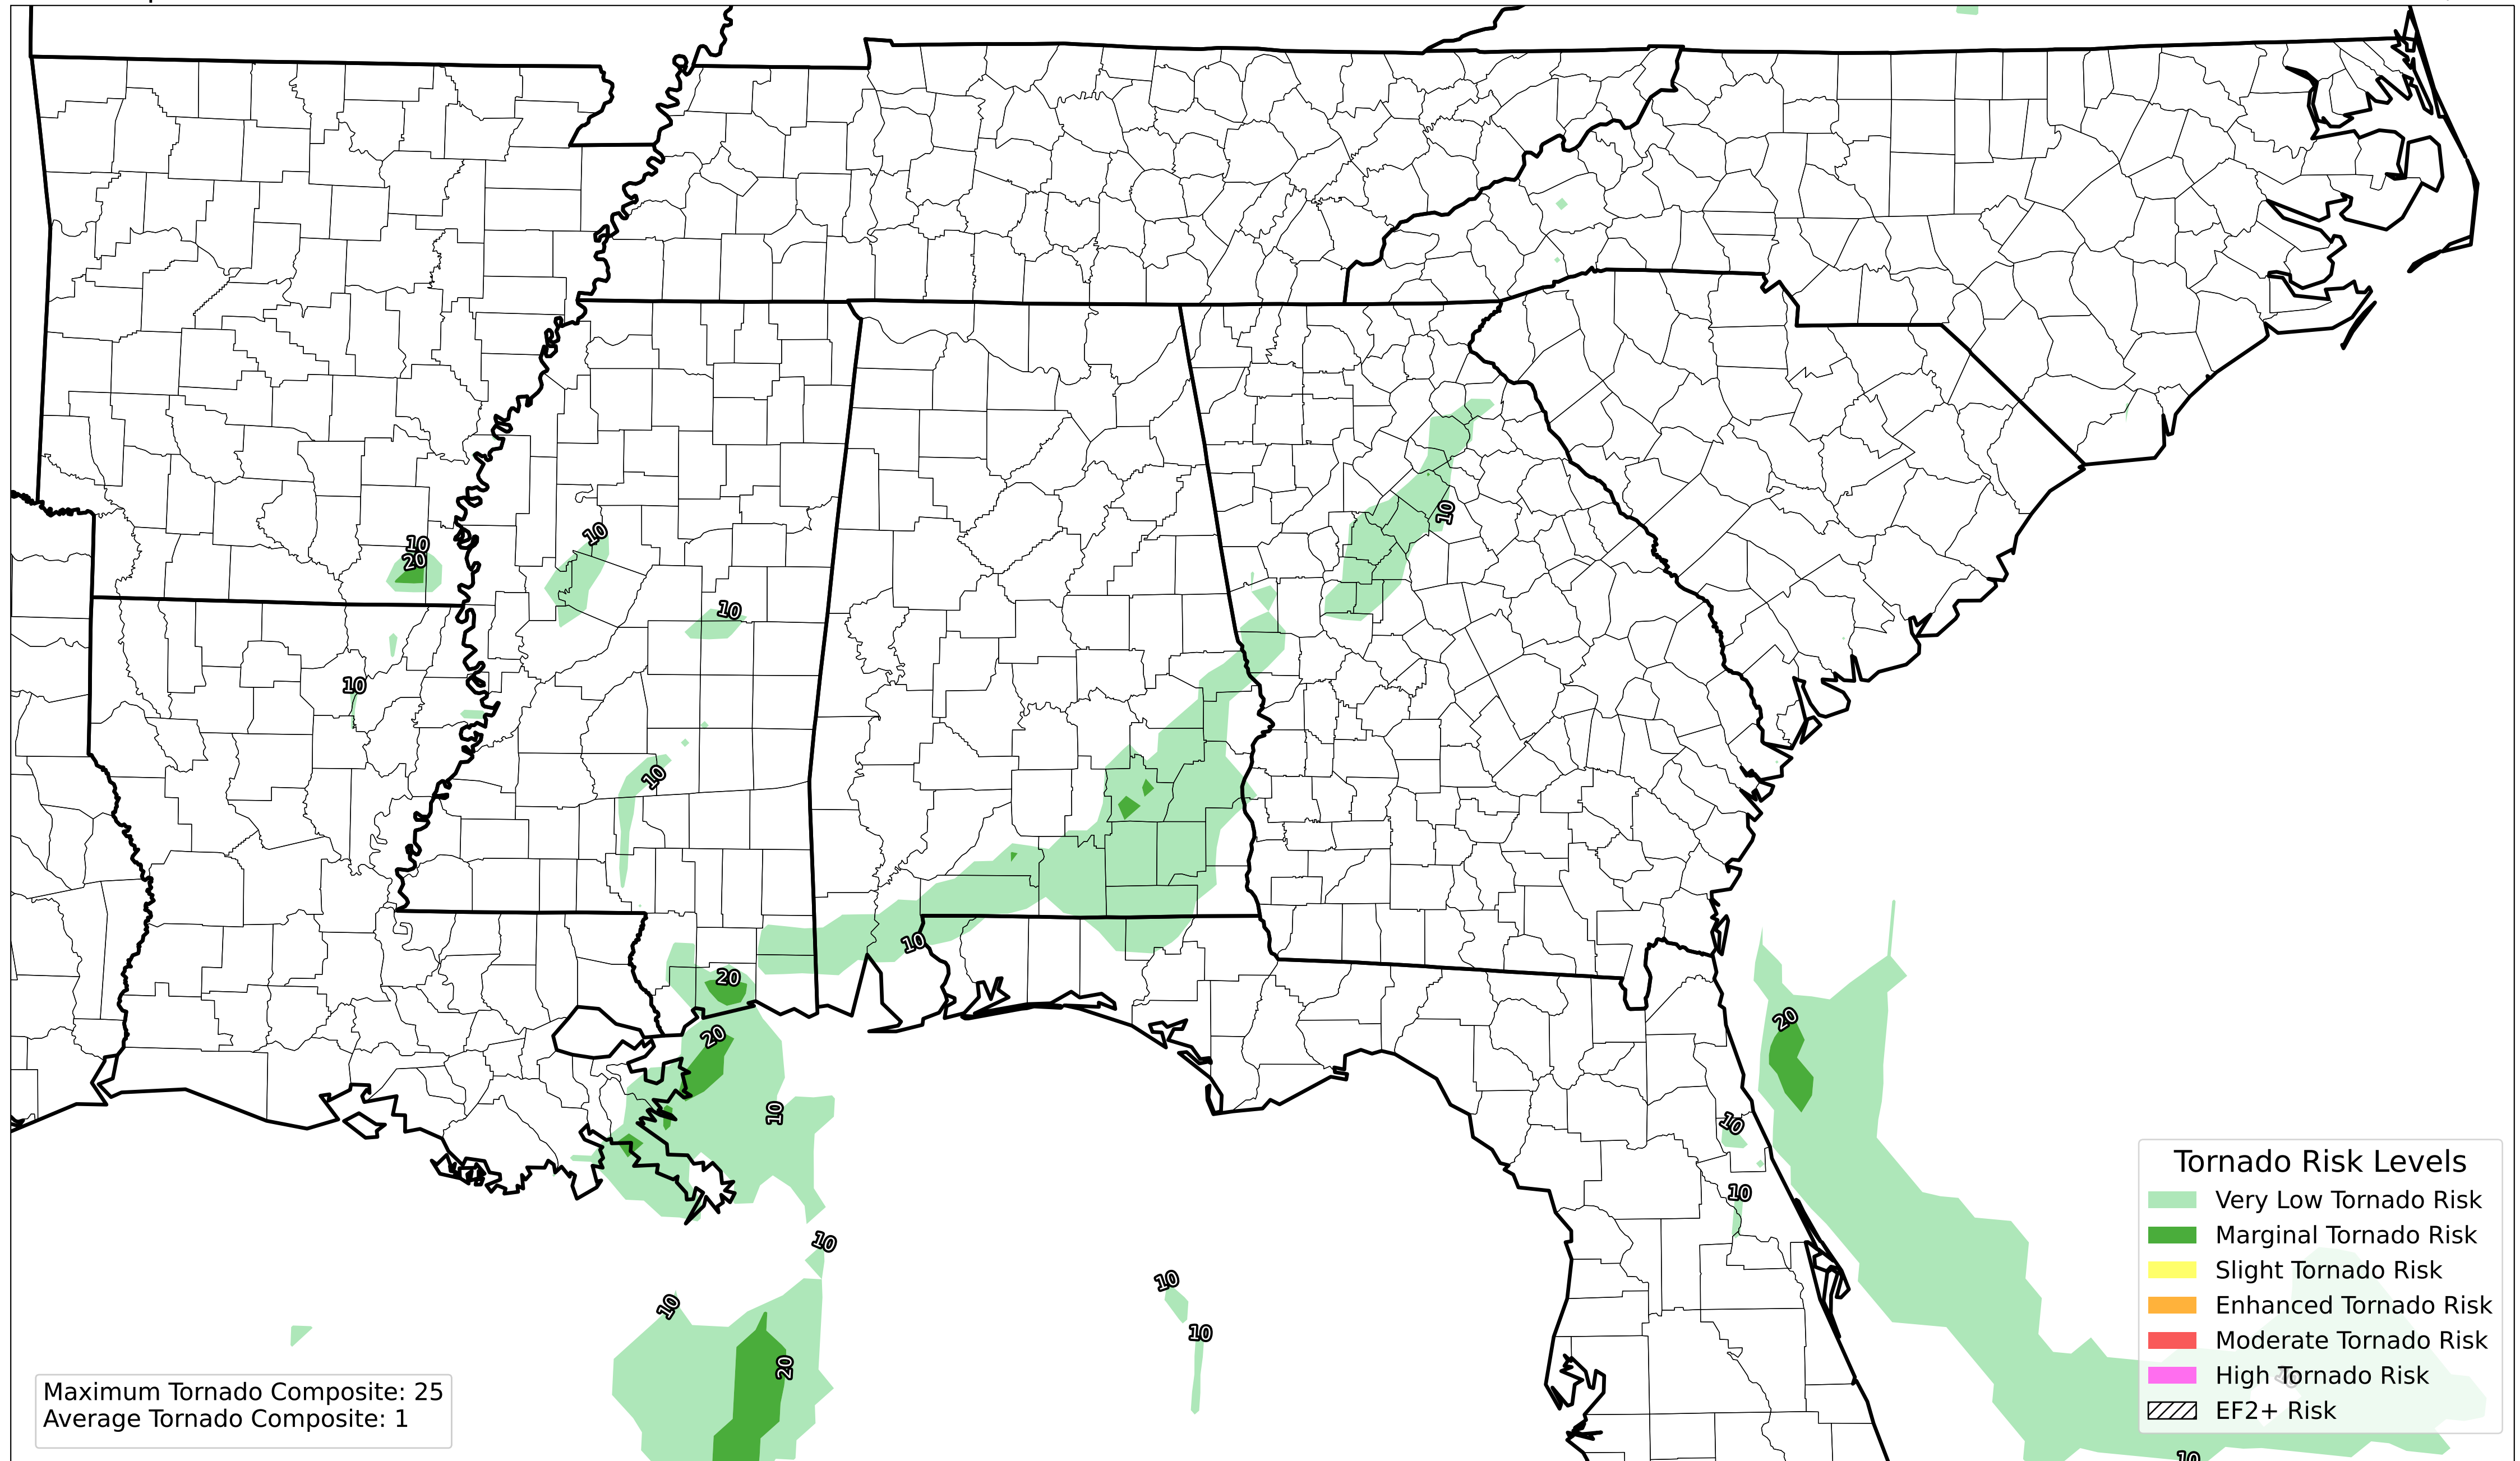 10
10
20
10
10
10
10
10
20
20
20
10
10
10
10
10
10
10
20
10
Tornado Risk Levels
Very Low Tornado Risk
Marginal Tornado Risk
Slight Tornado Risk
Enhanced Tornado Risk
Moderate Tornado Risk
High Tornado Risk
EF2+ Risk
Maximum Tornado Composite: 25
Average Tornado Composite: 1